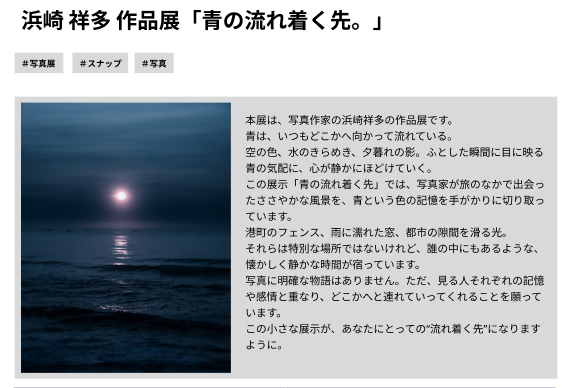 浜崎 祥多 作品展「青の流れ着く先。」
＃写真展 ＃スナップ ＃写真
本展は、写真作家の浜崎祥多の作品展です。
青は、いつもどこかへ向かって流れている。
空の色、水のきらめき、夕暮れの影。ふとした瞬間に目に映る
青の気配に、心が静かにほどけていく。
この展示「青の流れ着く先」では、写真家が旅のなかで出会っ
たささやかな風景を、青という色の記憶を手がかりに切り取っ
ています。
港町のフェンス、雨に濡れた窓、都市の隙間を滑る光。
それらは特別な場所ではないけれど、誰の中にもあるような、
懐かしく静かな時間が宿っています。
写真に明確な物語はありません。ただ、見る人それぞれの記憶
や感情と重なり、どこかへと連れていってくれることを願って
います。
この小さな展示が、あなたにとっての“流れ着く先”になります
ように。